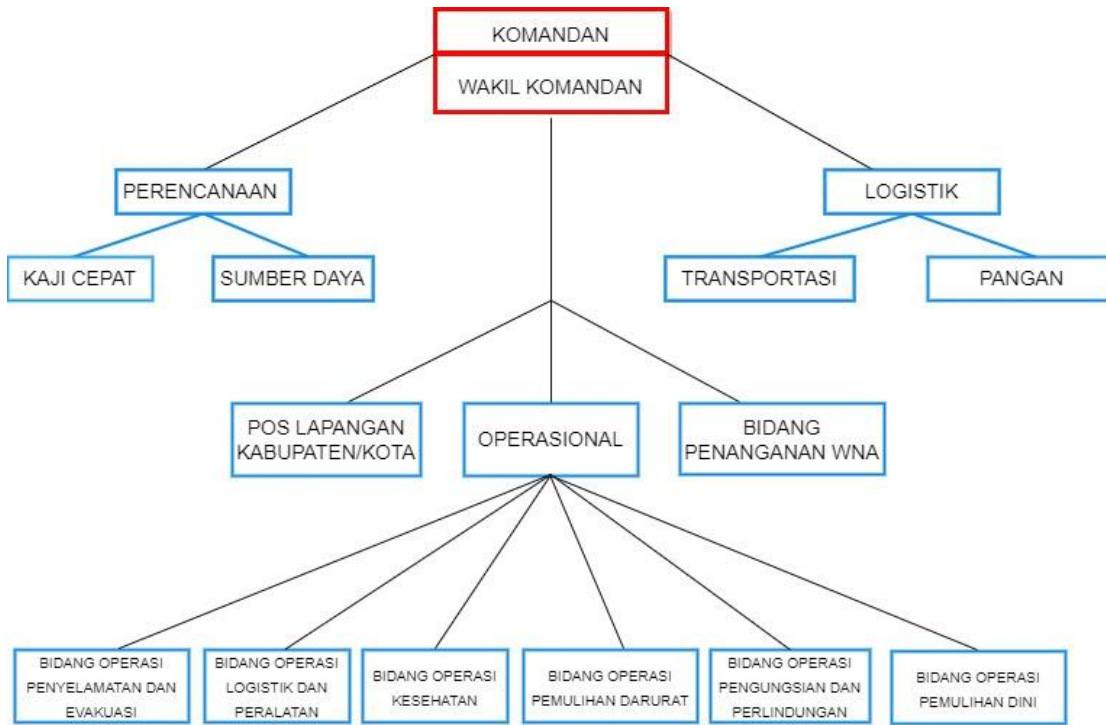 KOMANDAN
WAKIL KOMANDAN
PERENCANAAN
LOGISTIK
KAJI CEPAT
SUMBER DAYA
TRANSPORTASI
PANGAN
POS LAPANGAN
KABUPATEN/KOTA
OPERASIONAL
BIDANG
PENANGANAN WNA
BIDANG OPERASI
PENYELAMATAN DAN
EVAKUASI
BIDANG OPERASI
LOGISTIK DAN
PERALATAN
BIDANG OPERASI
KESEHATAN
BIDANG OPERASI
PEMULIHAN DARURAT
BIDANG OPERASI
PENGUNGSIAN DAN
PERLINDUNGAN
BIDANG OPERASI
PEMULIHAN DINI